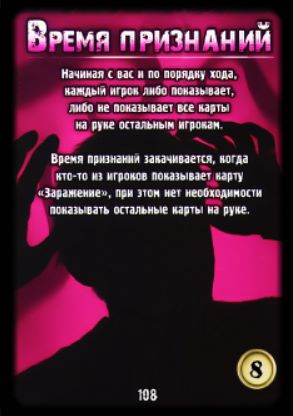 Время признаний
Начиная с вас и по порядку хода,
каждый игрок либо показывает,
либо не показывает все карты
на руке остальным игрокам.
Время признаний закачивается, когда
кто-то из игроков показывает карту
«Заражение», при этом нет необходимости
показывать остальные карты на руке.
8
108